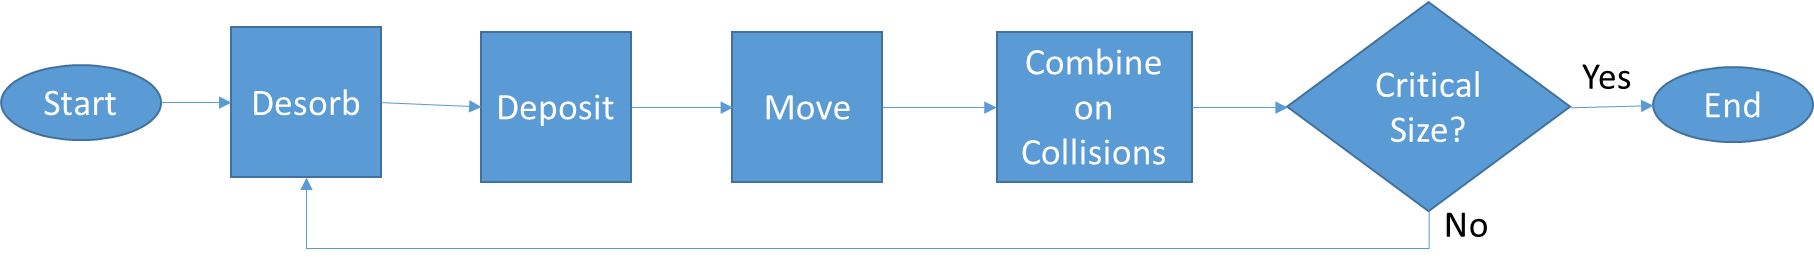 Start
Desorb
Deposit
Move
Combine
on
Collisions
Critical
Size?
Yes
End
No